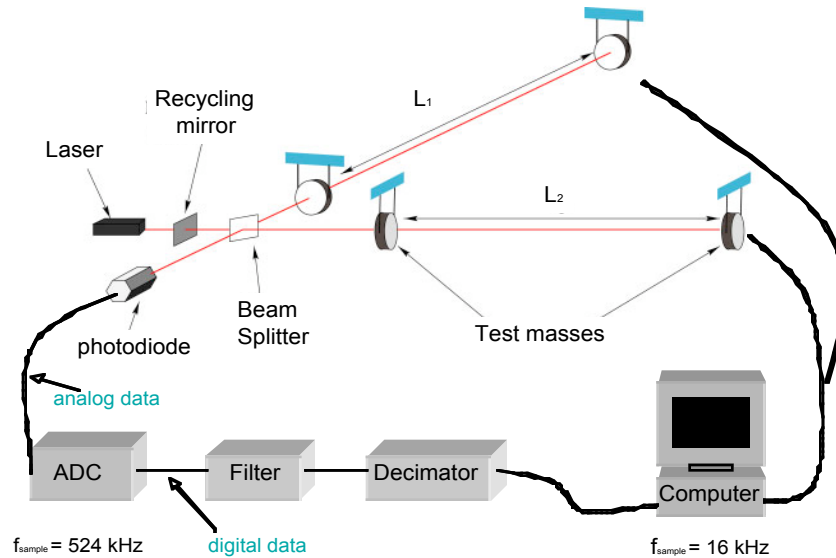 L1
Recycling
mirror
Laser
L2
Beam
Splitter
Test masses
photodiode
analog data
ADC
Filter
Decimator
Computer
fsample = 524 kHz
digital data
fsample = 16 kHz